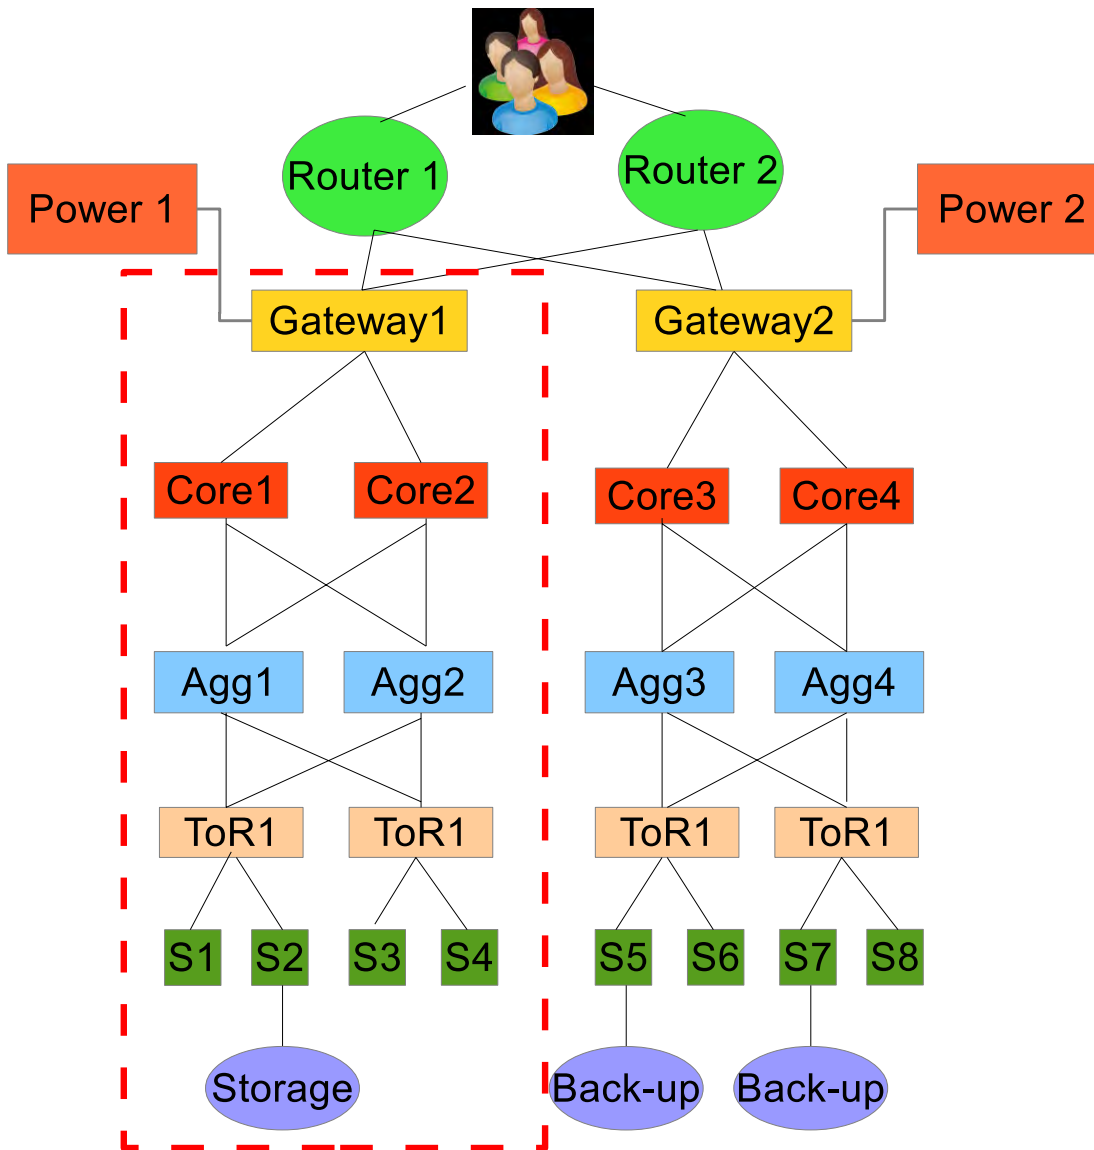 Router 1
Router 2
Power 1
Power 2
Gateway1
Gateway2
Core1
Core2
Core3
Core4
Agg1
Agg2
Agg3
Agg4
ToR1
ToR1
ToR1
ToR1
S1
S2
S3
S4
S5
S6
S7
S8
Storage
Back-up
Back-up